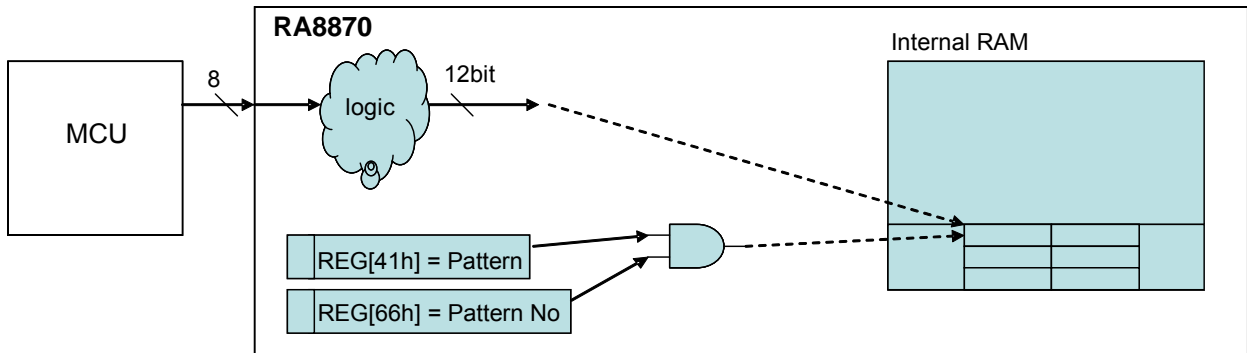 RA8870
Internal RAM
8
12bit
logic
MCU
REG[41h] = Pattern
REG[66h] = Pattern No